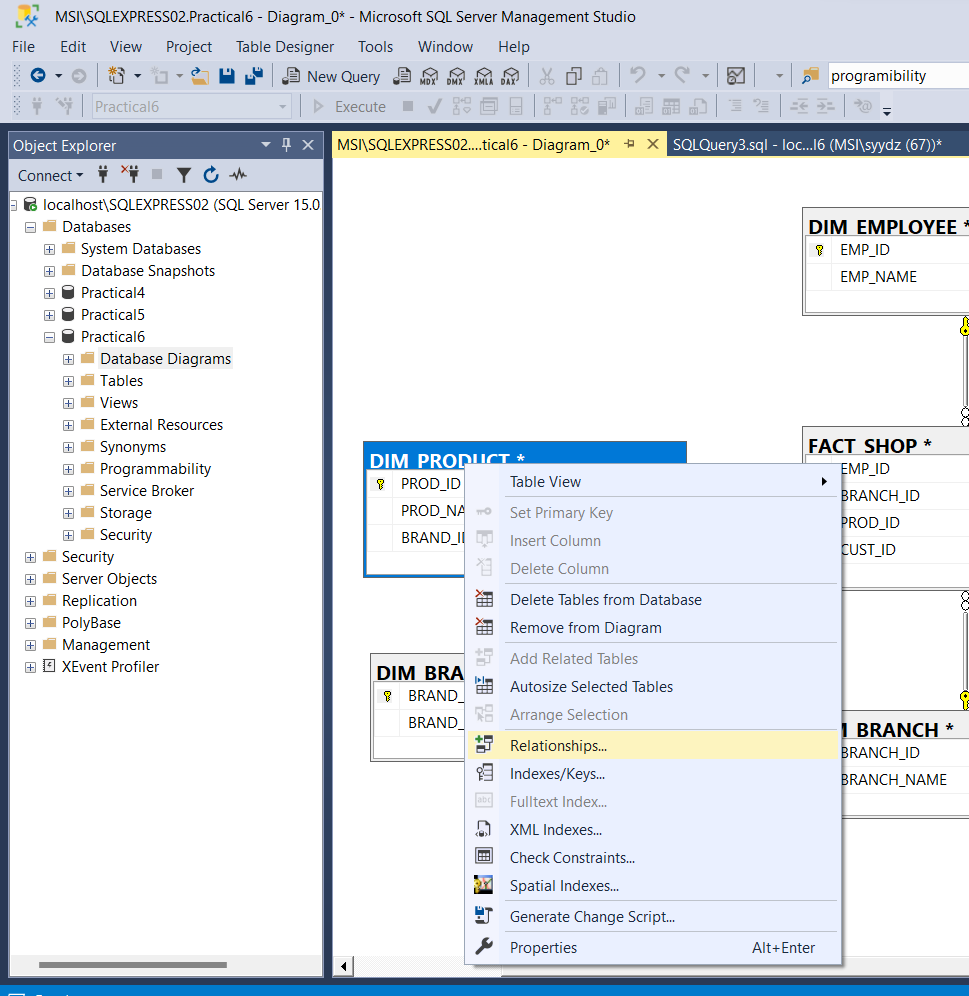 MSI\SQLEXPRESS02.Practical6 - Diagram_0* - Microsoft SQL Server Management Studio
File Edit View Project Table Designer Tools Window Help
New Query MDX DMX XMLA DAX programibility
Practical6 Execute
Object Explorer
Connect
localhost\SQLEXPRESS02 (SQL Server 15.0
Databases
System Databases
Database Snapshots
Practical4
Practical5
Practical6
Database Diagrams
Tables
Views
External Resources
Synonyms
Programmability
Service Broker
Storage
Security
Security
Server Objects
Replication
PolyBase
Management
XEvent Profiler
MSI\SQLEXPRESS02....tical6 - Diagram_0* SQLQuery3.sql - loc...l6 (MSI\syydz (67))*
DIM_EMPLOYEE *
EMP_ID
EMP_NAME
DIM_PRODUCT *
PROD_ID
PROD_NA
BRAND_I
FACT_SHOP *
EMP_ID
BRANCH_ID
PROD_ID
CUST_ID
DIM_BRA
BRAND_
BRAND_
M_BRANCH *
BRANCH_ID
BRANCH_NAME
Table View
Set Primary Key
Insert Column
Delete Column
Delete Tables from Database
Remove from Diagram
Add Related Tables
Autosize Selected Tables
Arrange Selection
Relationships...
Indexes/Keys...
abc Fulltext Index...
XML Indexes...
Check Constraints...
Spatial Indexes...
Generate Change Script...
Properties Alt+Enter